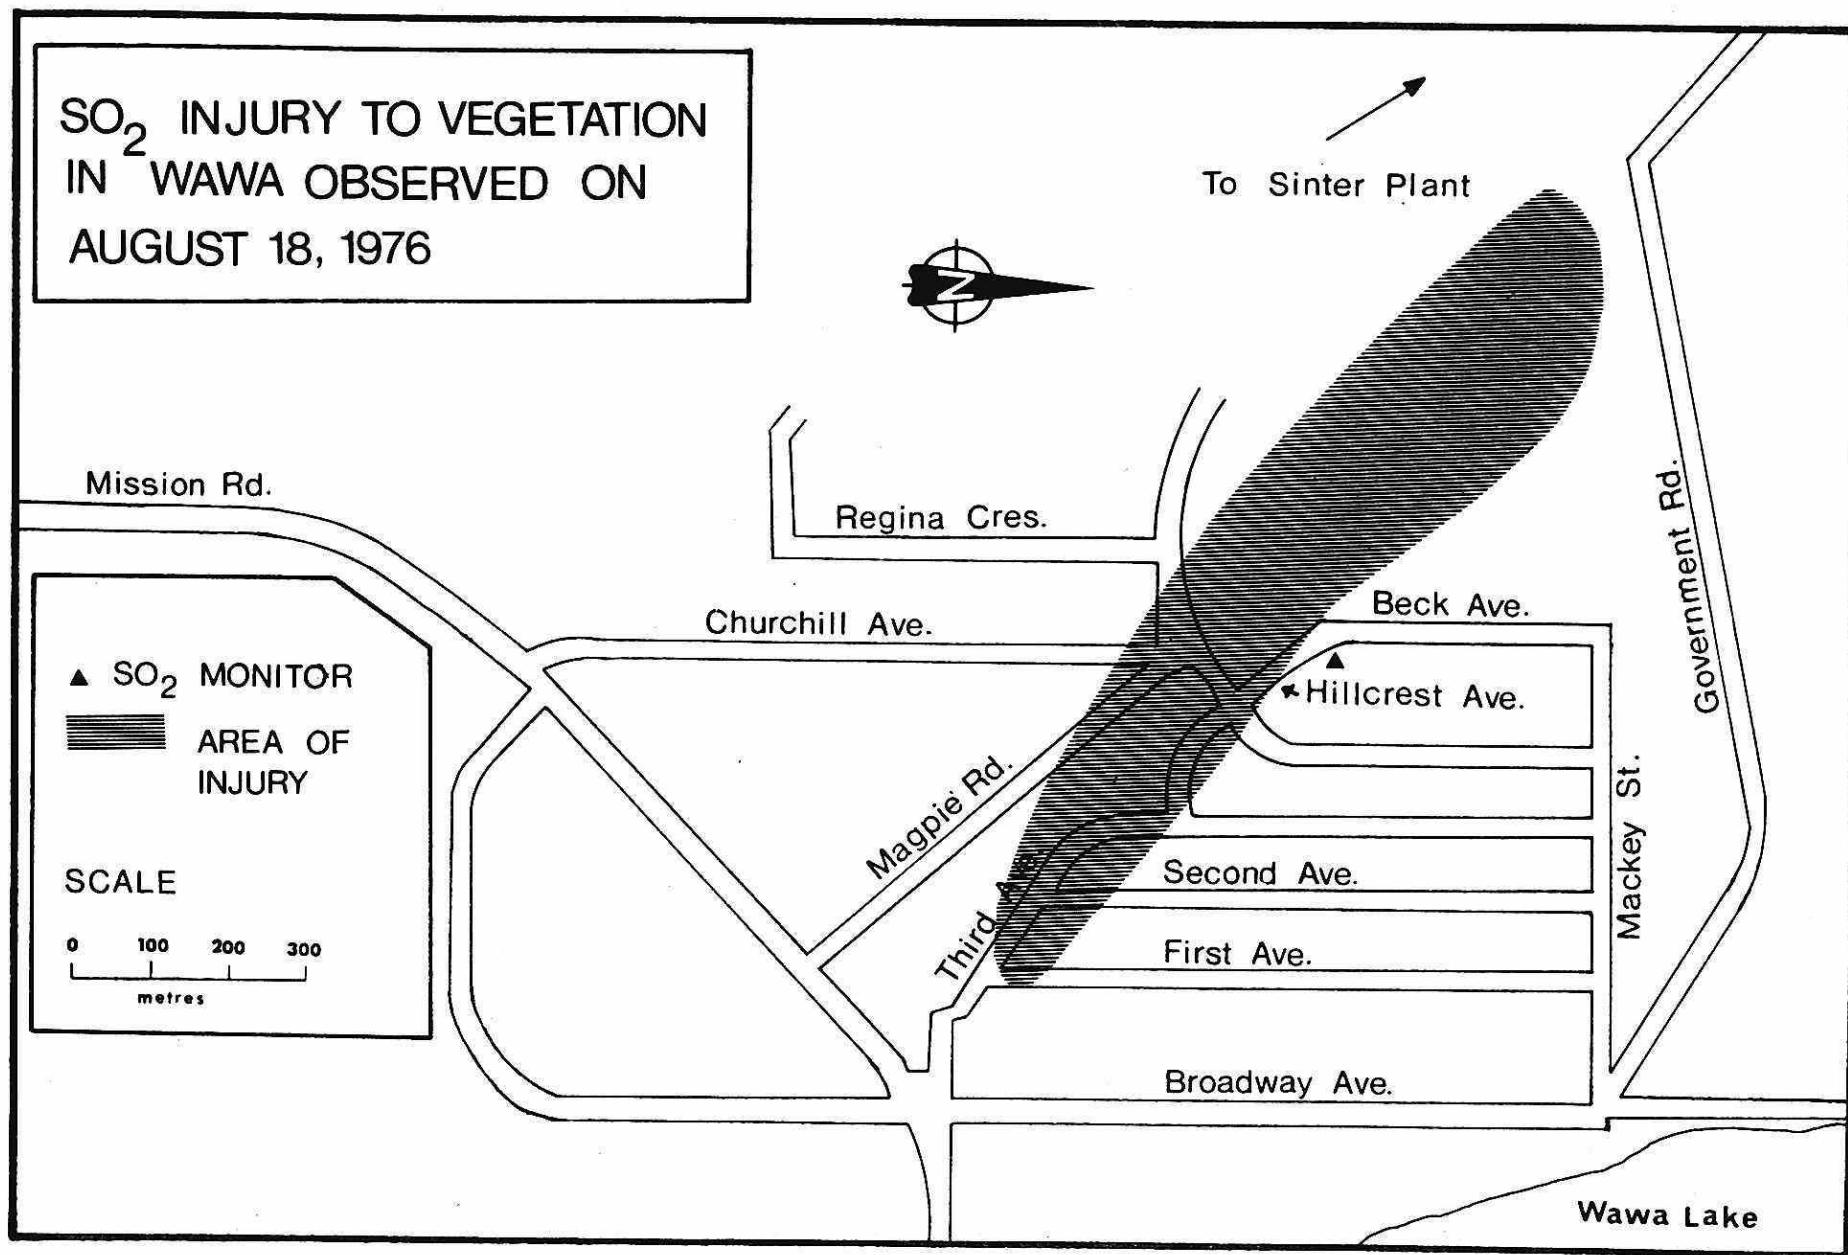 SO2 INJURY TO VEGETATION
IN WAWA OBSERVED ON
AUGUST 18, 1976
To Sinter Plant
N
Mission Rd.
Regina Cres.
Churchill Ave.
Beck Ave.
Hillcrest Ave.
Government Rd.
Magpie Rd.
Mackey St.
Third Ave.
Second Ave.
First Ave.
Broadway Ave.
Wawa Lake
▲ SO2 MONITOR
AREA OF
INJURY
SCALE
0 100 200 300
metres